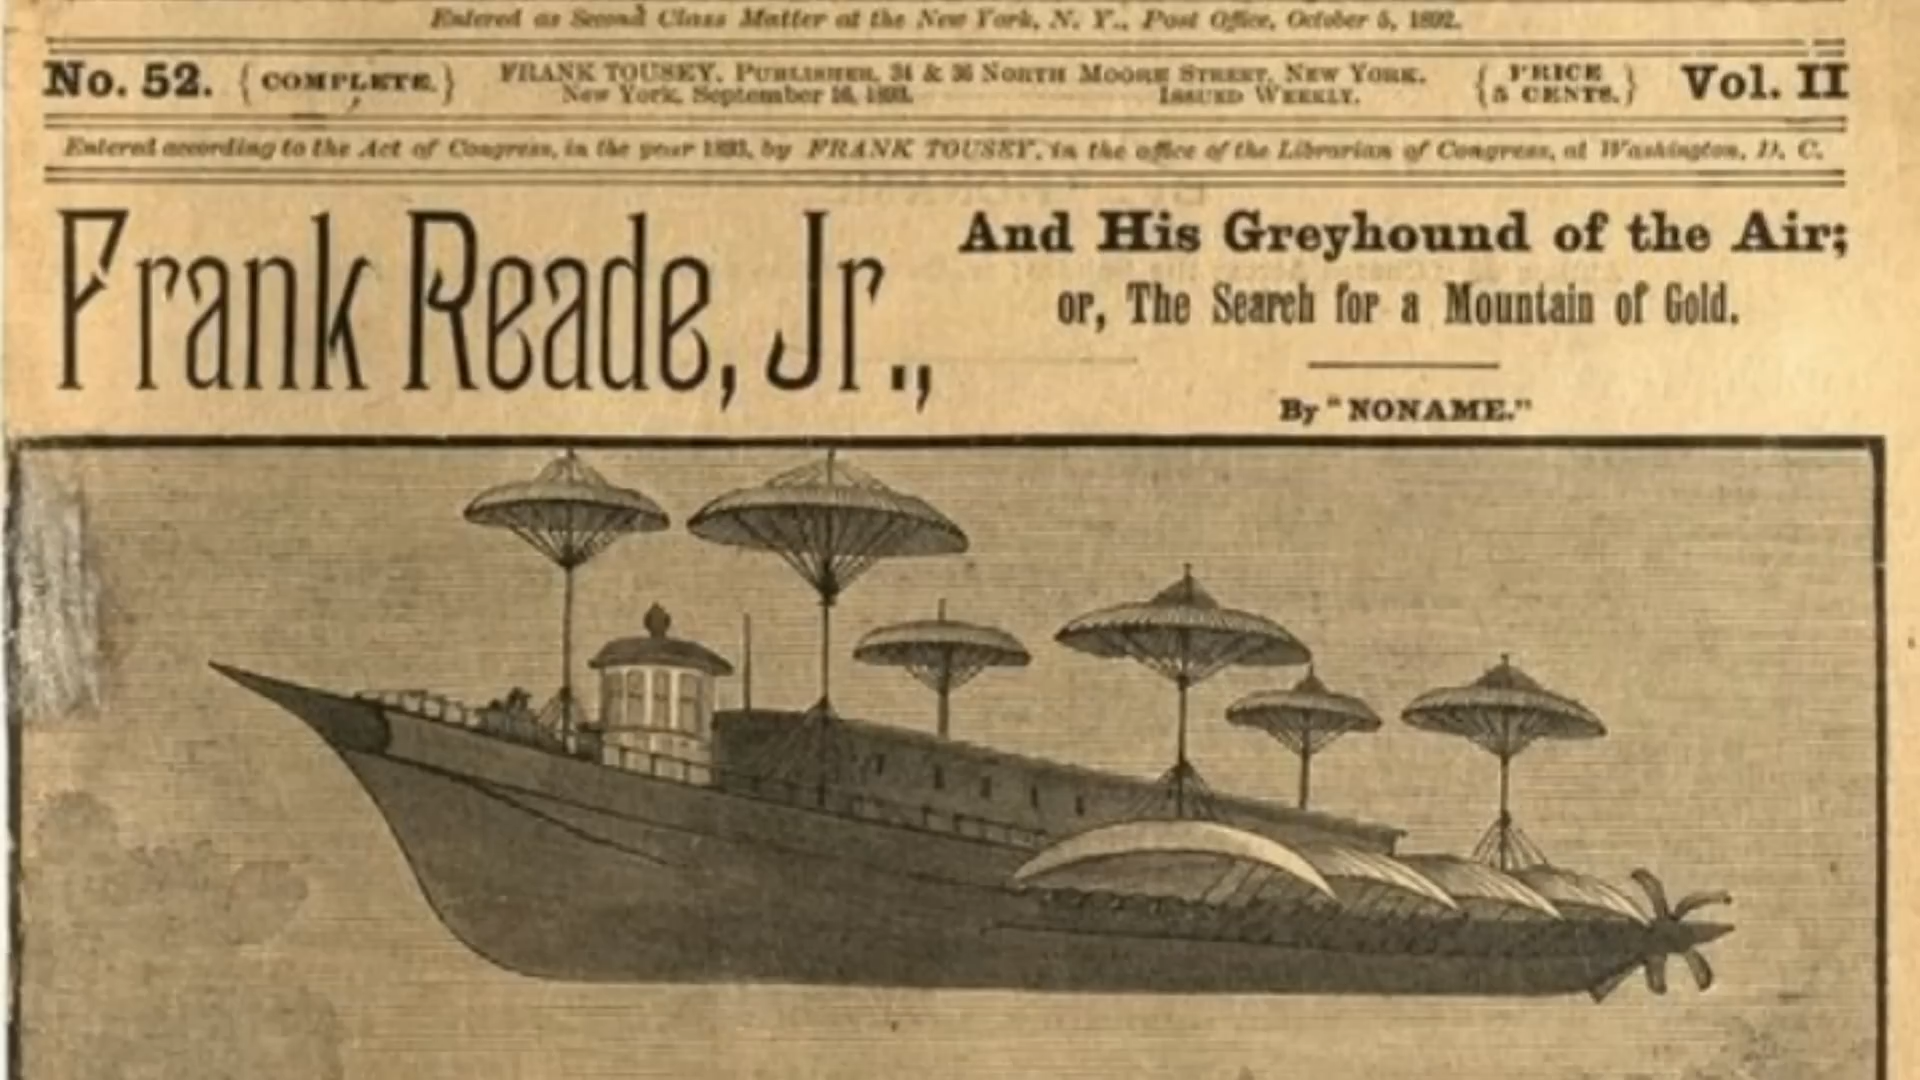 Entered as Second Class Matter at the New York, N. Y., Post Office, October 5, 1892.
No. 52. { COMPLETE. } FRANK TOUSEY, PUBLISHER, 34 & 36 NORTH MOORE STREET, NEW YORK. { PRICE 5 CENTS. } Vol. II
New York, September 16, 1893. ISSUED WEEKLY.
Entered according to the Act of Congress, in the year 1893, by FRANK TOUSEY, in the office of the Librarian of Congress, at Washington, D. C.
Frank Reade, Jr.,
And His Greyhound of the Air;
or, The Search for a Mountain of Gold.
By "NONAME."